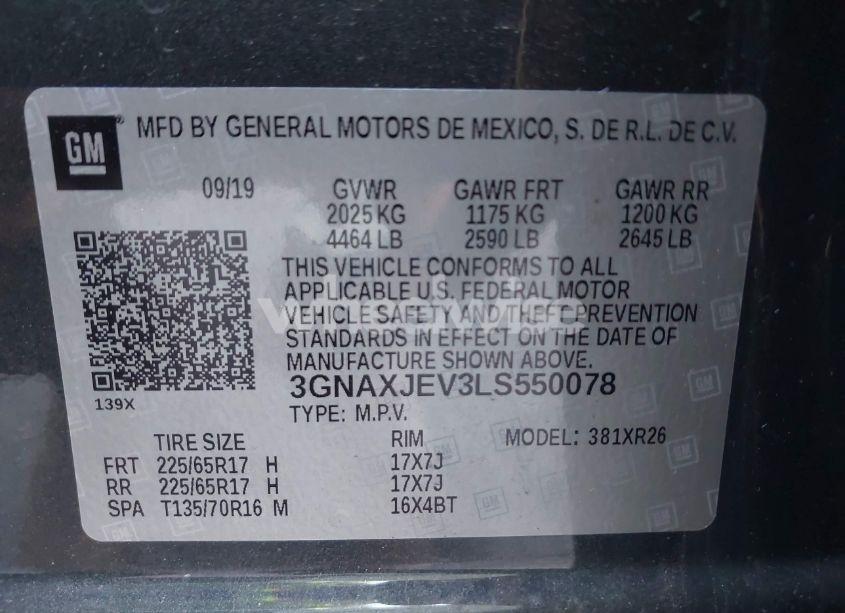 GM® MFD BY GENERAL MOTORS DE MEXICO, S. DE R.L. DE C.V.
09/19 GVWR GAWR FRT GAWR RR
2025 KG 1175 KG 1200 KG
4464 LB 2590 LB 2645 LB
THIS VEHICLE CONFORMS TO ALL
APPLICABLE U.S. FEDERAL MOTOR
VEHICLE SAFETY AND THEFT PREVENTION
STANDARDS IN EFFECT ON THE DATE OF
MANUFACTURE SHOWN ABOVE.
3GNAXJEV3LS550078
139X
TYPE: M.P.V.
TIRE SIZE RIM MODEL: 381XR26
FRT 225/65R17 H 17X7J
RR 225/65R17 H 17X7J
SPA T135/70R16 M 16X4BT